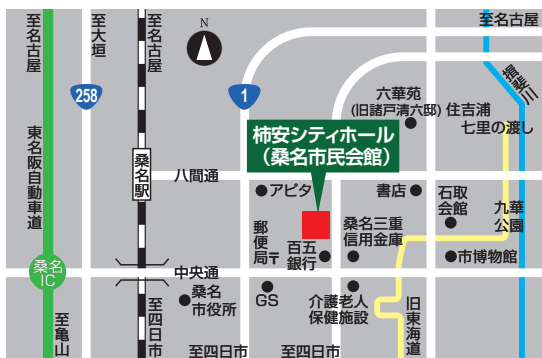 至名古屋
至大垣
至名古屋
N
至名古屋
258
1
揖斐川
六華苑
(旧諸戸清六邸)
住吉浦
七里の渡し
東名阪自動車道
桑名駅
柿安シティホール
(桑名市民会館)
八間通
アピタ
書店
石取
会館
九華
公園
郵便局〒
百五
銀行
桑名三重
信用金庫
市博物館
桑名
IC
中央通
桑名
市役所
GS
介護老人
保健施設
旧東海道
至亀山
至四日市
至四日市
至四日市